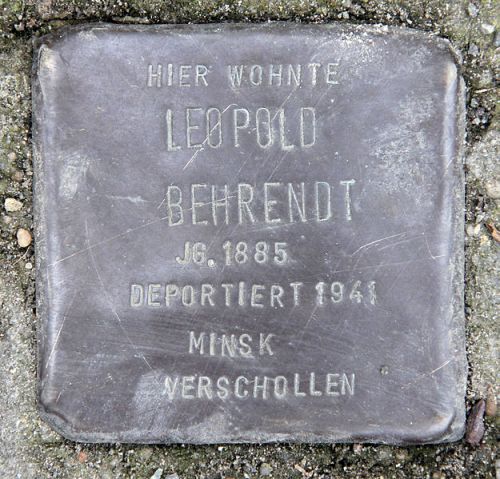 HIER WOHNTE
LEOPOLD
BEHRENDT
JG. 1885
DEPORTIERT 1941
MINSK
VERSCHOLLEN